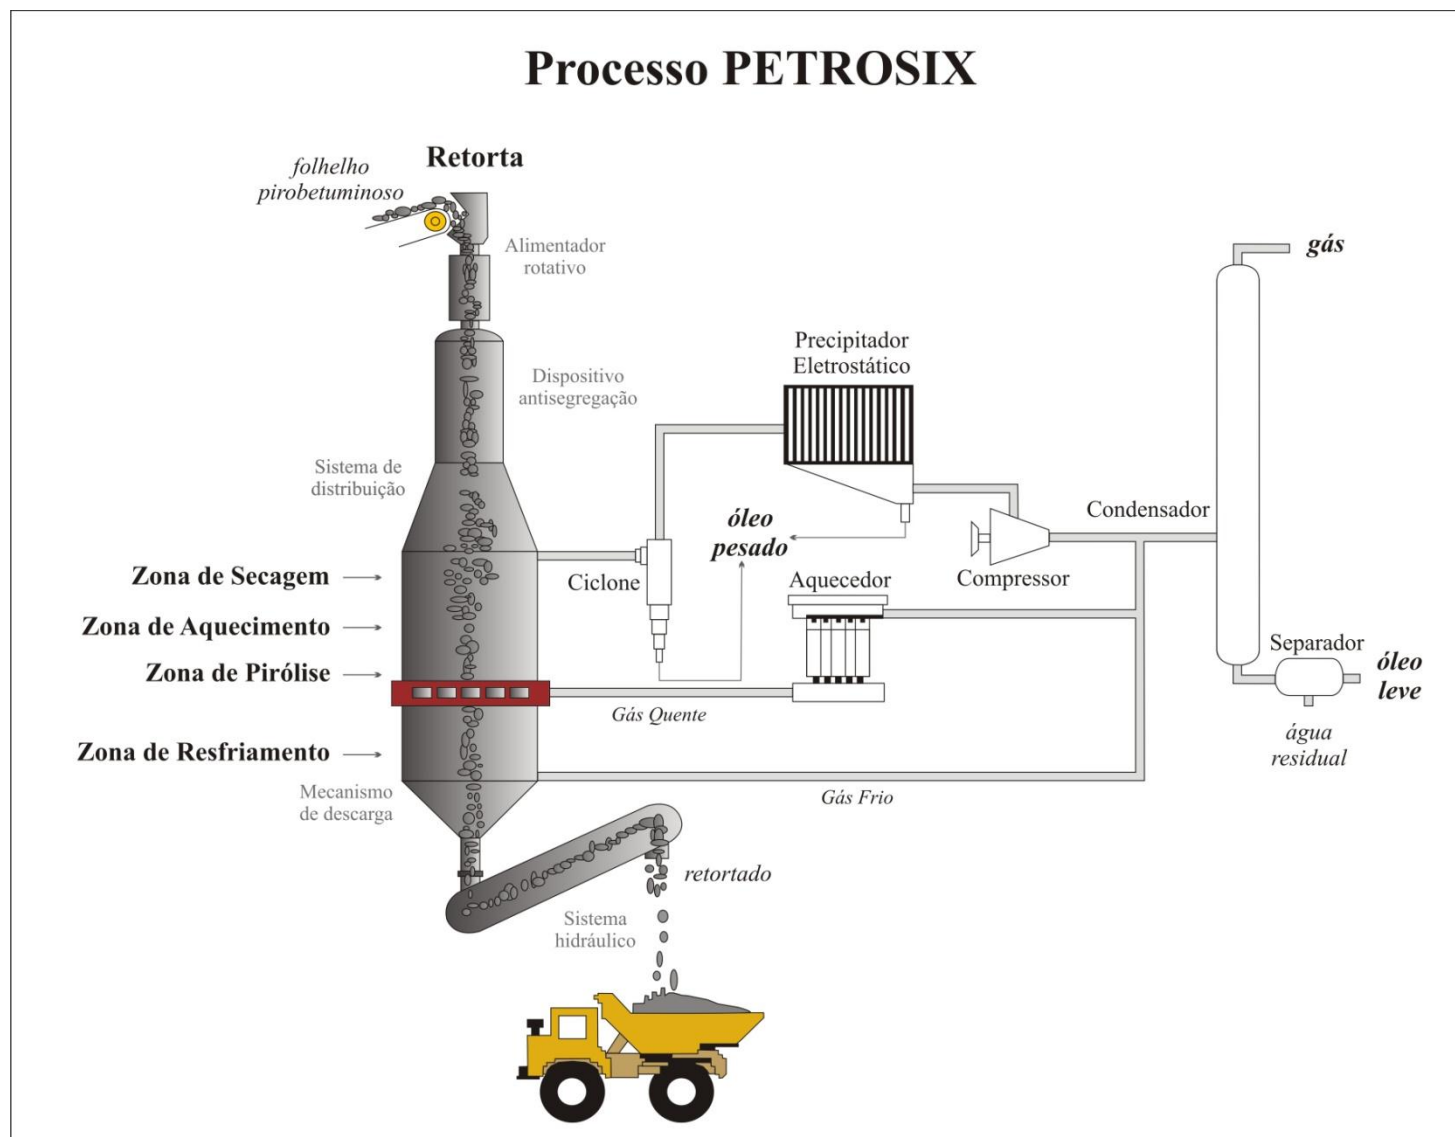 Processo PETROSIX
Retorta
folhelho
pirobetuminoso
Alimentador
rotativo
gás
Precipitador
Eletrostático
Dispositivo
antisegregação
Sistema de
distribuição
óleo
pesado
Condensador
Zona de Secagem
Ciclone
Aquecedor
Compressor
Zona de Aquecimento
Zona de Pirólise
Separador
óleo
leve
Gás Quente
água
residual
Zona de Resfriamento
Mecanismo
de descarga
Gás Frio
retortado
Sistema
hidráulico